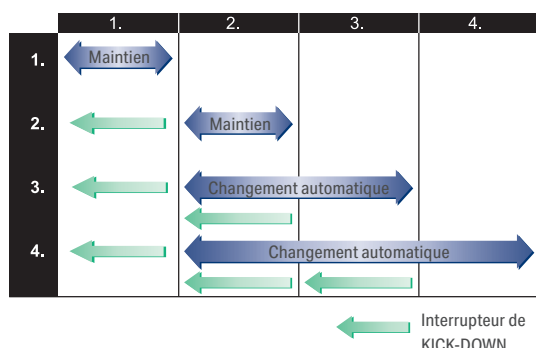 1. 2. 3. 4.
1. Maintien
2. Maintien
3. Changement automatique
4. Changement automatique
Interrupteur de
KICK-DOWN